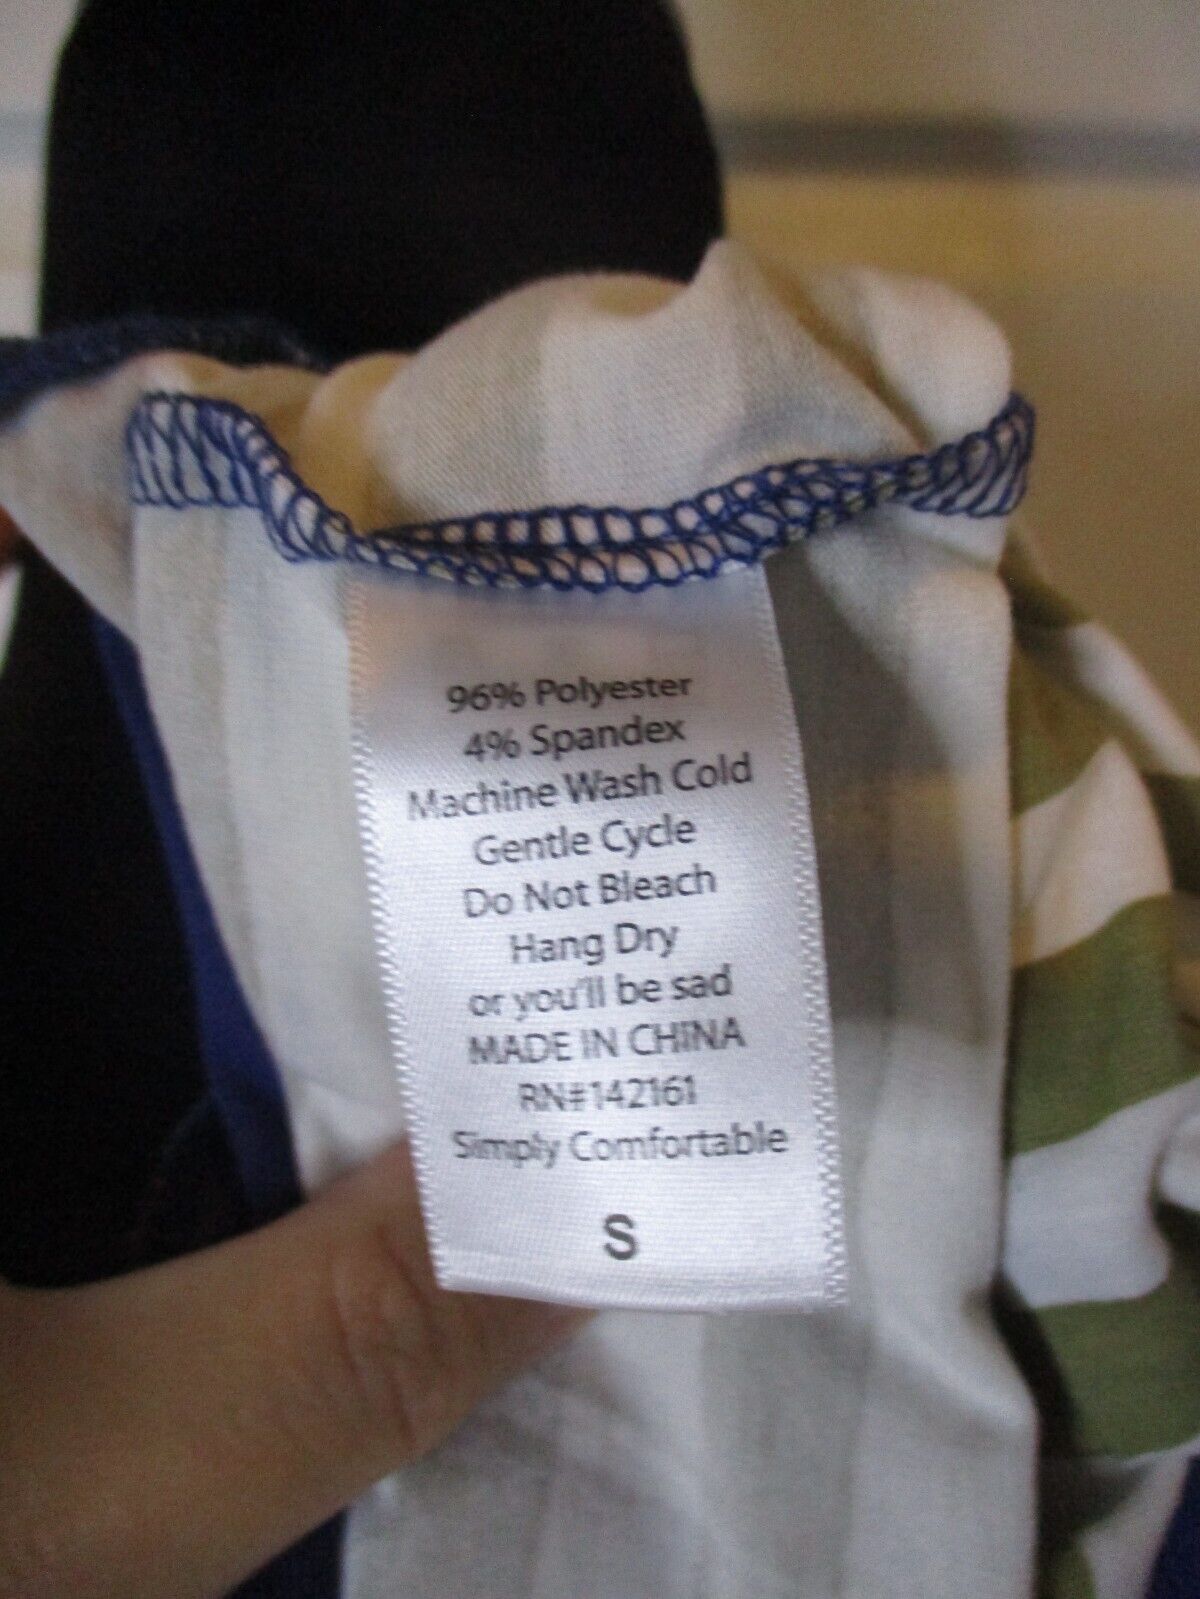 96% Polyester
4% Spandex
Machine Wash Cold
Gentle Cycle
Do Not Bleach
Hang Dry
or you'll be sad
MADE IN CHINA
RN#142161
Simply Comfortable
S